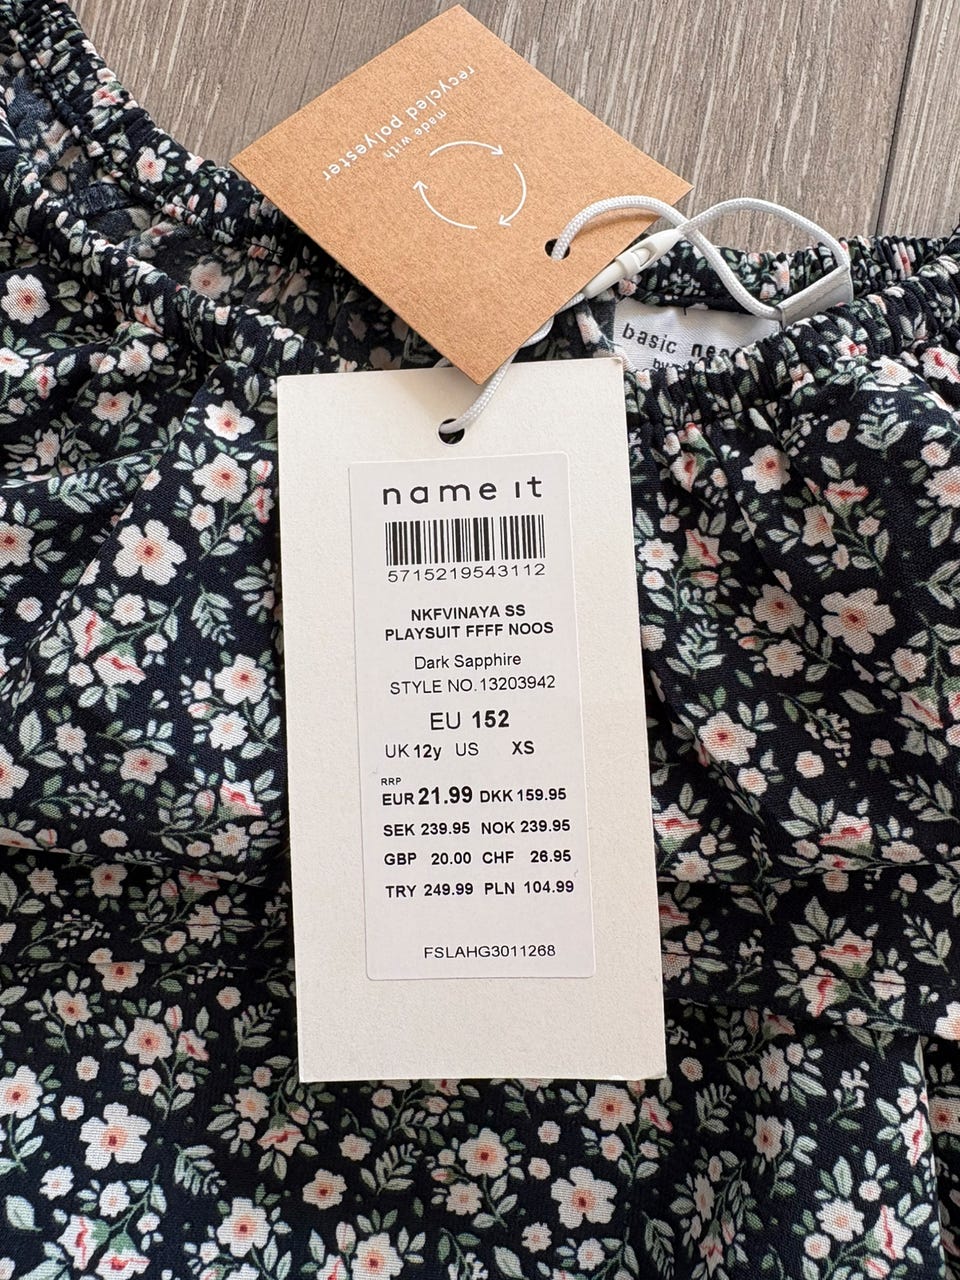 made with
recycled polyester
basic
by
name it
5715219543112
NKFVINAYA SS
PLAYSUIT FFFF NOOS
Dark Sapphire
STYLE NO.13203942
EU 152
UK 12y US XS
RRP
EUR 21.99 DKK 159.95
SEK 239.95 NOK 239.95
GBP 20.00 CHF 26.95
TRY 249.99 PLN 104.99
FSLAHG3011268